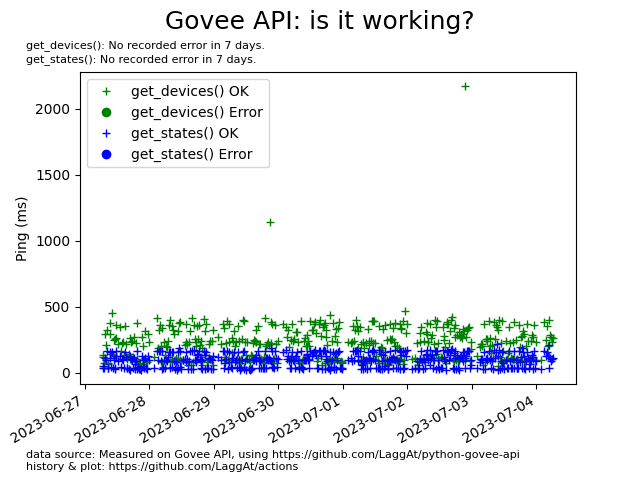 Govee API: is it working?
get_devices(): No recorded error in 7 days.
get_states(): No recorded error in 7 days.
get_devices() OK
get_devices() Error
get_states() OK
get_states() Error
Ping (ms)
2000
1500
1000
500
0
2023-06-27
2023-06-28
2023-06-29
2023-06-30
2023-07-01
2023-07-02
2023-07-03
2023-07-04
data source: Measured on Govee API, using https://github.com/LaggAt/python-govee-api
history & plot: https://github.com/LaggAt/actions